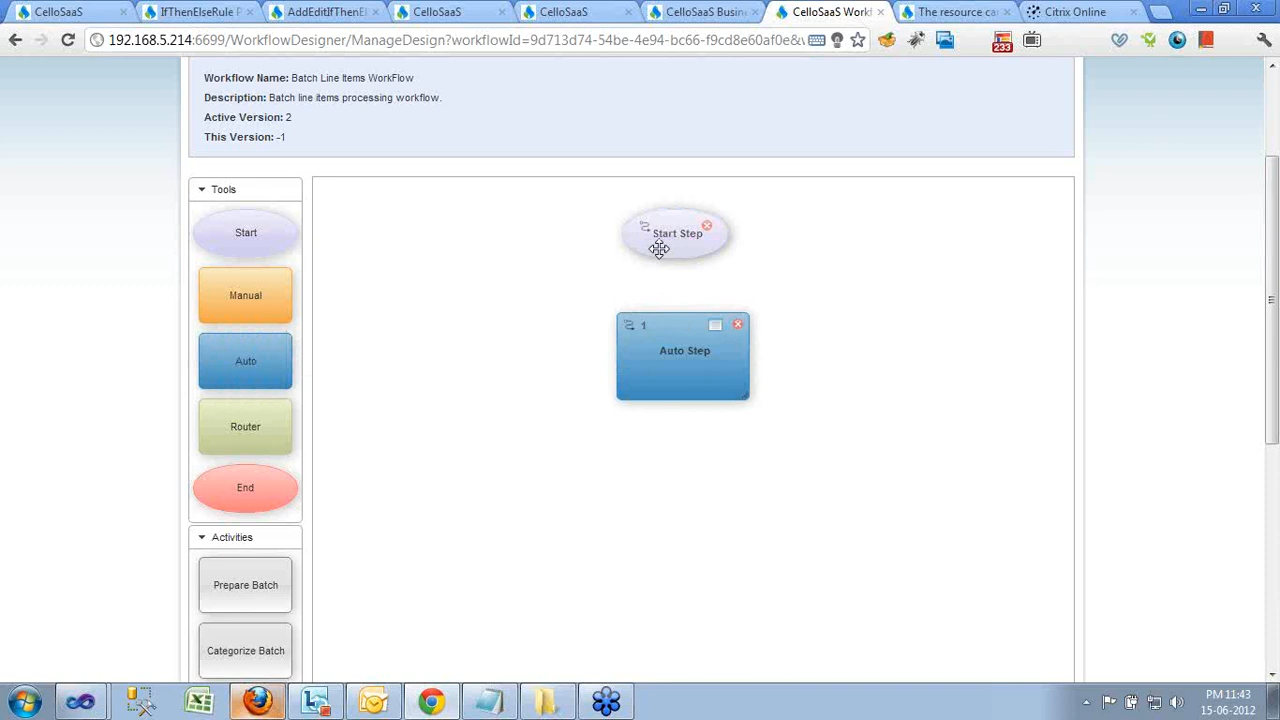 CelloSaaS
IfThenElseRule P
AddEditIfThenEl
CelloSaaS
CelloSaaS
CelloSaaS Busin
CelloSaaS Workf
The resource ca
Citrix Online
192.168.5.214:6699/WorkflowDesigner/ManageDesign?workflowId=9d713d74-54be-4e94-bc66-f9cd8e60af0e&v
233
Workflow Name: Batch Line Items WorkFlow
Description: Batch line items processing workflow.
Active Version: 2
This Version: -1
Tools
Start
Manual
Auto
Router
End
Activities
Prepare Batch
Categorize Batch
Start Step
1
Auto Step
PM 11:43
15-06-2012